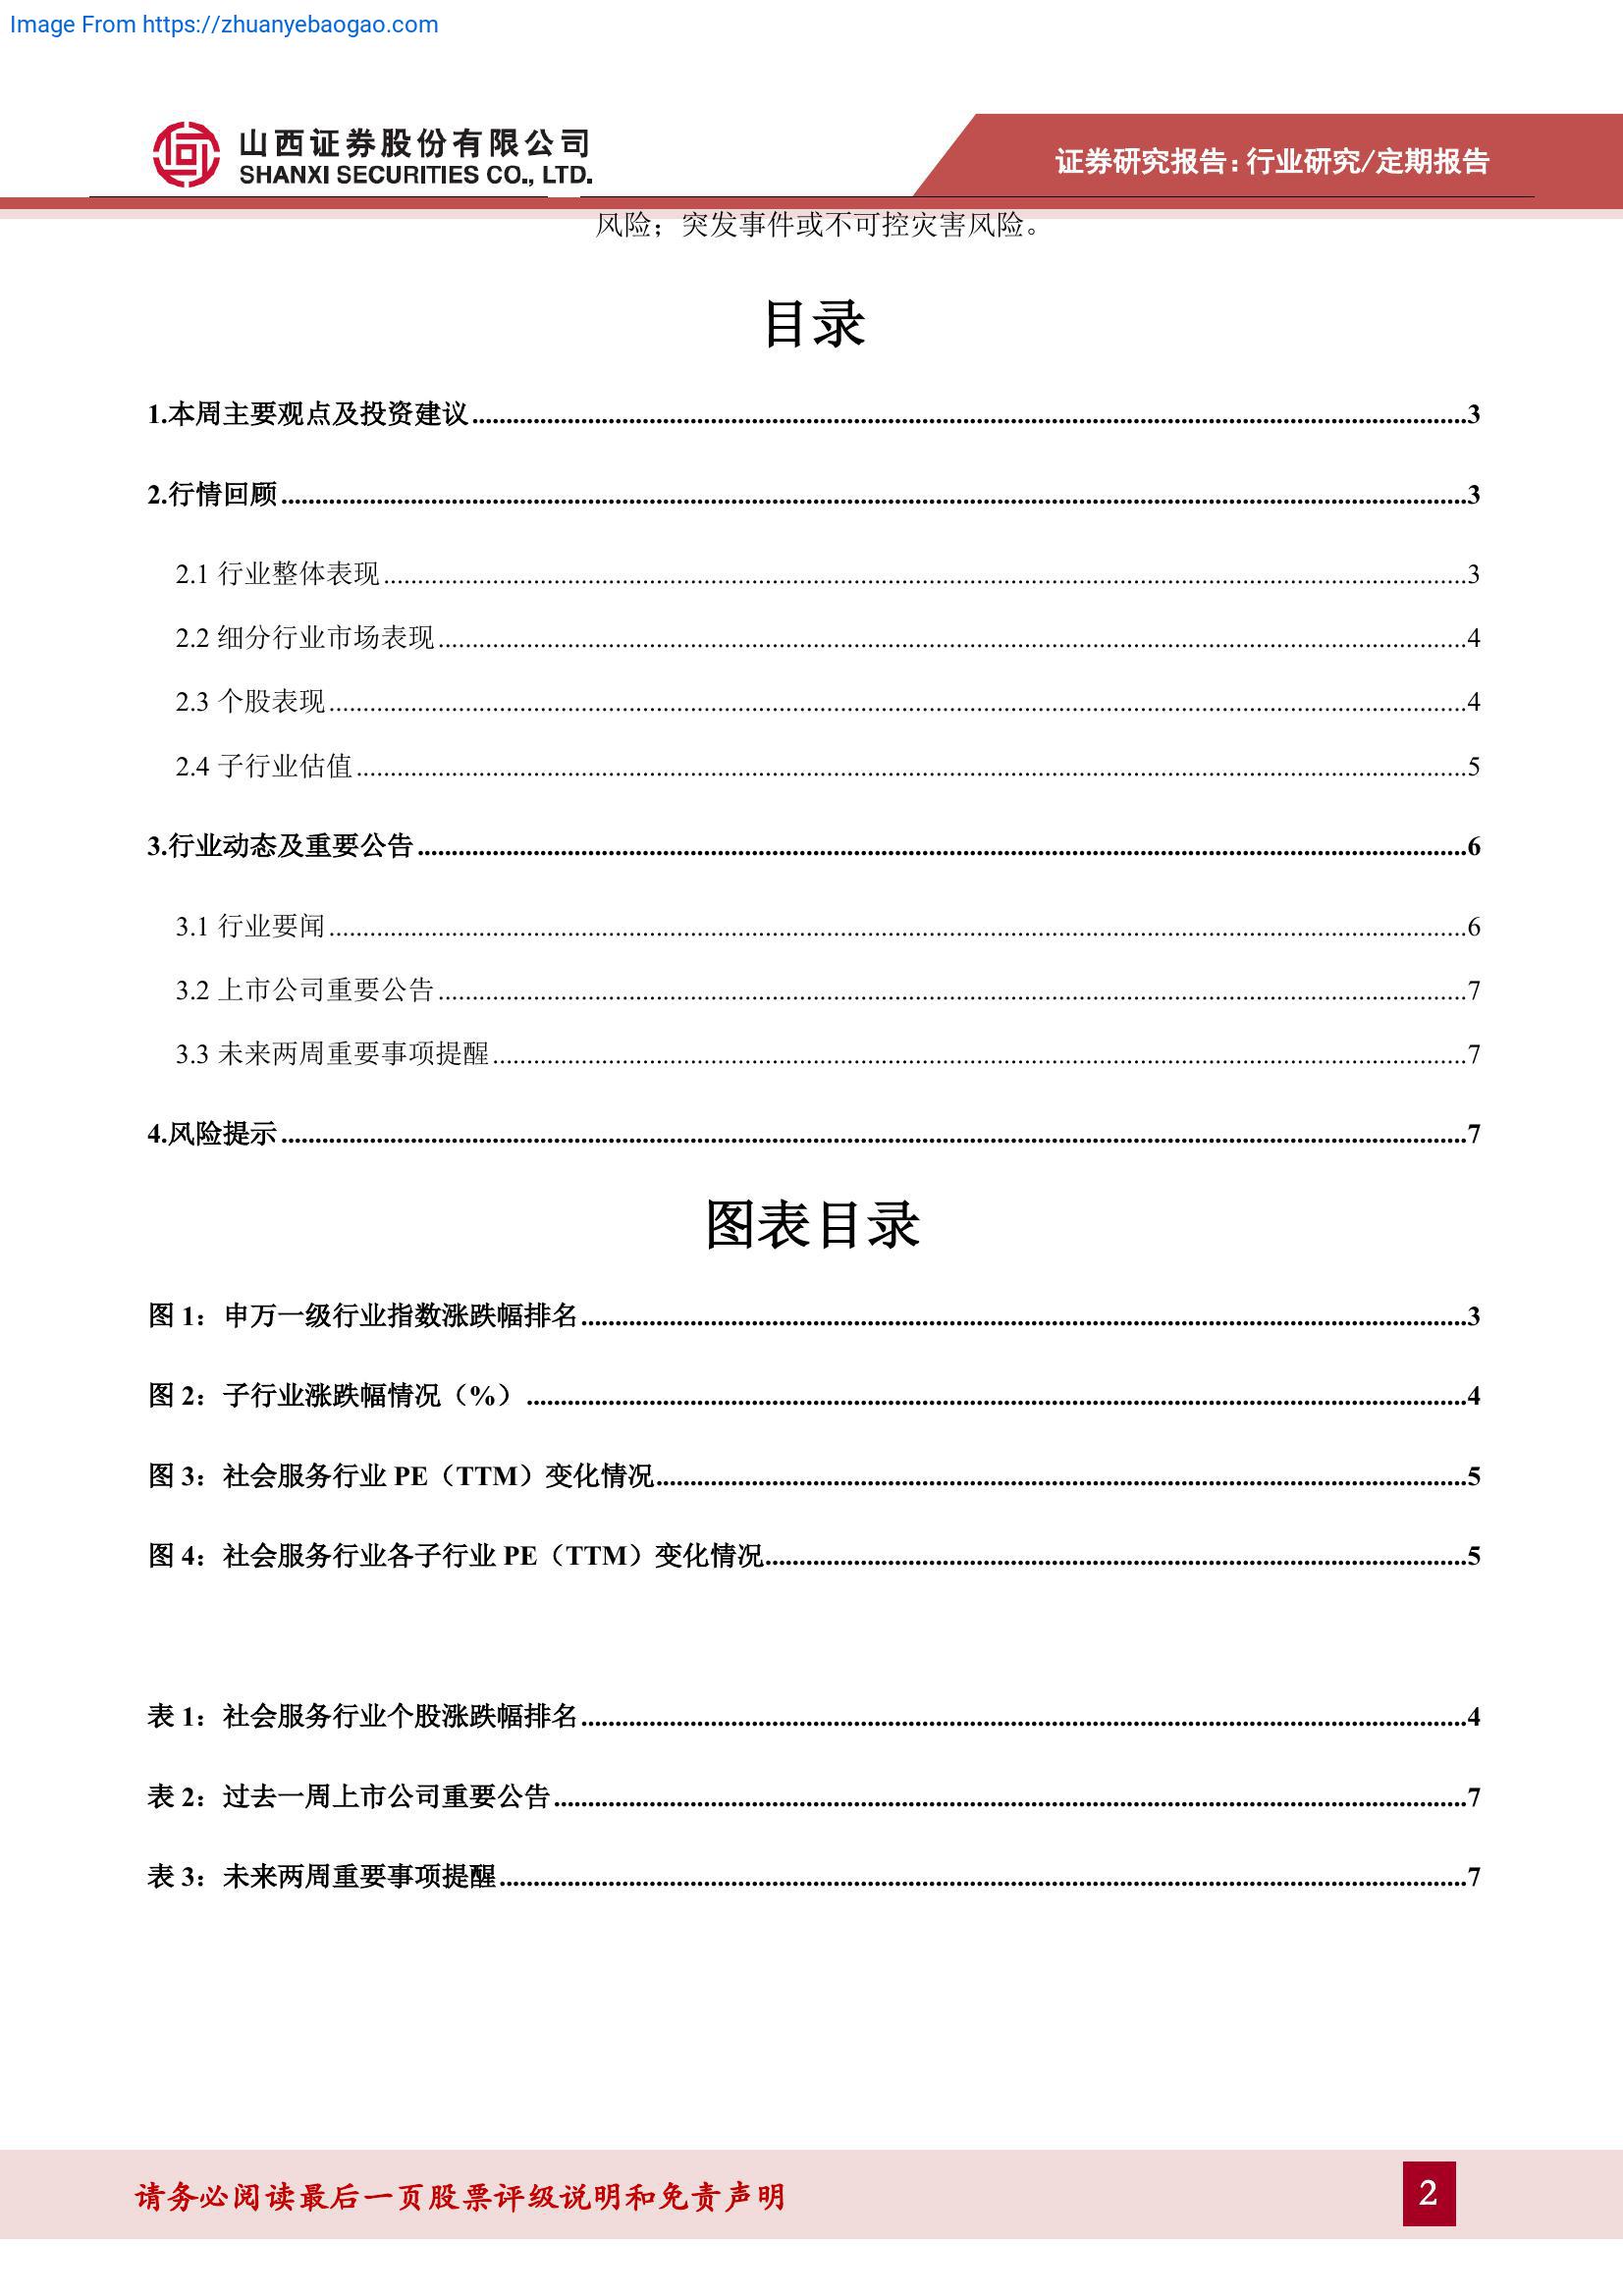 Image From https://zhuanyebaogao.com
山西证券股份有限公司
SHANXI SECURITIES CO., LTD.
证券研究报告：行业研究/定期报告
风险；突发事件或不可控灾害风险。
目录
1.本周主要观点及投资建议 3
2.行情回顾 3
2.1 行业整体表现 3
2.2 细分行业市场表现 4
2.3 个股表现 4
2.4 子行业估值 5
3.行业动态及重要公告 6
3.1 行业要闻 6
3.2 上市公司重要公告 7
3.3 未来两周重要事项提醒 7
4.风险提示 7
图表目录
图 1：申万一级行业指数涨跌幅排名 3
图 2：子行业涨跌幅情况（%） 4
图 3：社会服务行业 PE（TTM）变化情况 5
图 4：社会服务行业各子行业 PE（TTM）变化情况 5
表 1：社会服务行业个股涨跌幅排名 4
表 2：过去一周上市公司重要公告 7
表 3：未来两周重要事项提醒 7
请务必阅读最后一页股票评级说明和免责声明
2